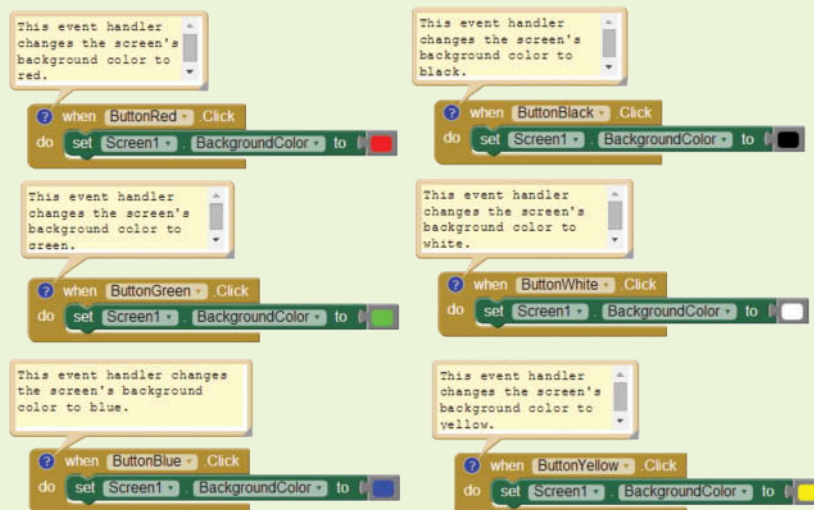 This event handler
changes the screen's
background color to
red.
? when ButtonRed .Click
do set Screen1 . BackgroundColor to
This event handler
changes the screen's
background color to
black.
? when ButtonBlack .Click
do set Screen1 . BackgroundColor to
This event handler
changes the screen's
background color to
green.
? when ButtonGreen .Click
do set Screen1 . BackgroundColor to
This event handler
changes the screen's
background color to
white.
? when ButtonWhite .Click
do set Screen1 . BackgroundColor to
This event handler changes
the screen's background
color to blue.
? when ButtonBlue .Click
do set Screen1 . BackgroundColor to
This event handler
changes the screen's
background color to
yellow.
? when ButtonYellow .Click
do set Screen1 . BackgroundColor to